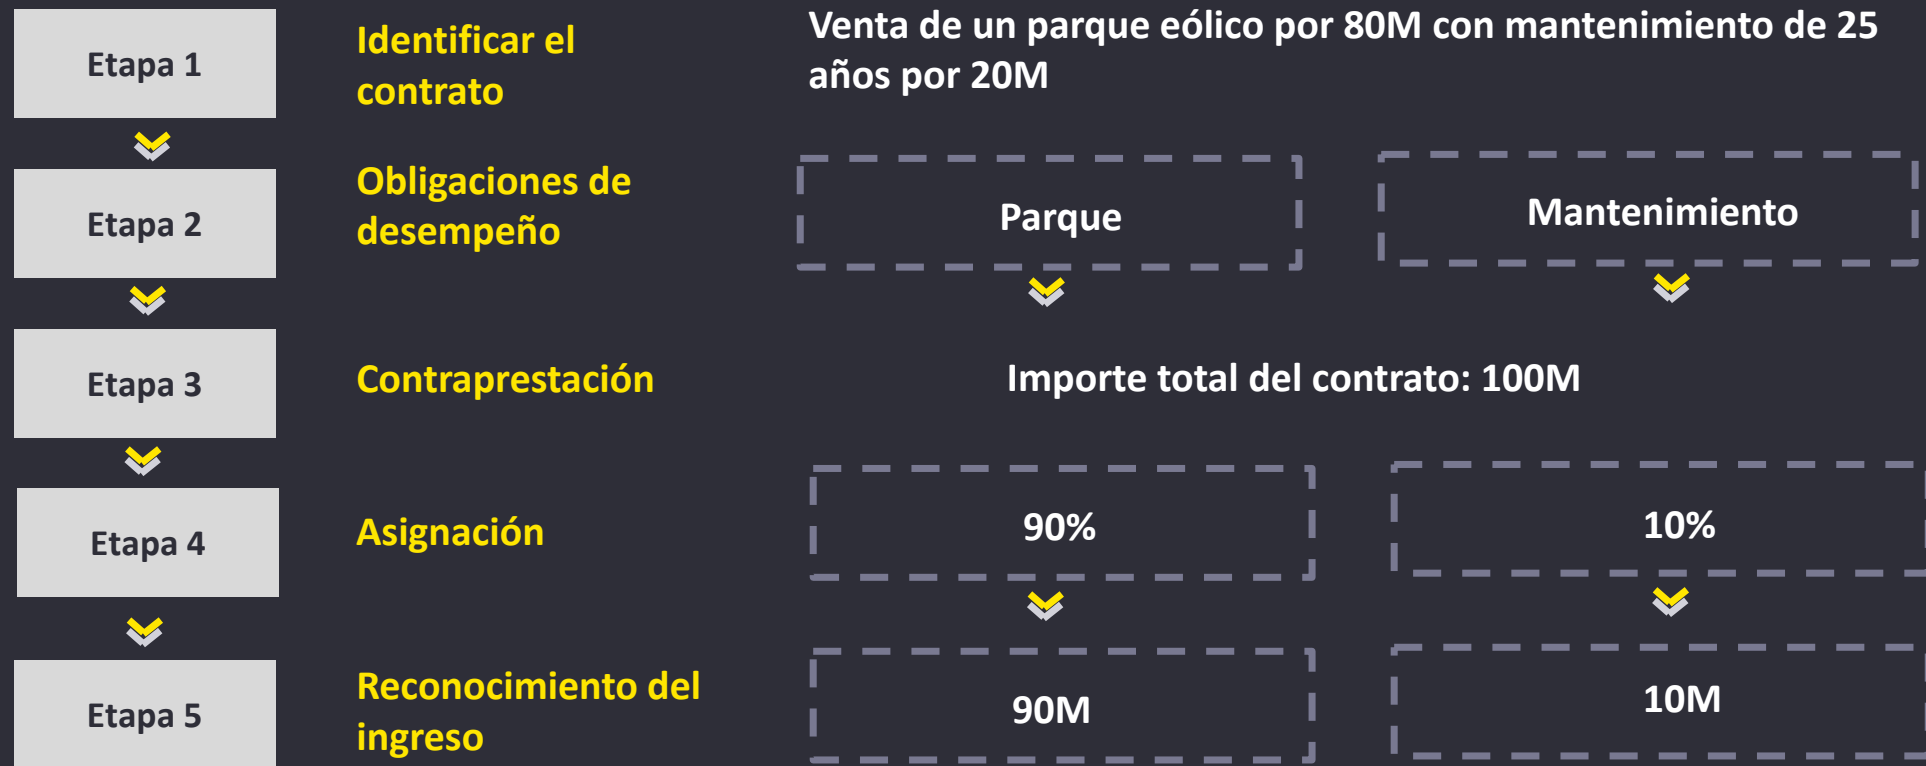 Etapa 1
Identificar el
contrato
Venta de un parque eólico por 80M con mantenimiento de 25
años por 20M
Etapa 2
Obligaciones de
desempeño
Parque
Mantenimiento
Etapa 3
Contraprestación
Importe total del contrato: 100M
Etapa 4
Asignación
90%
10%
Etapa 5
Reconocimiento del
ingreso
90M
10M